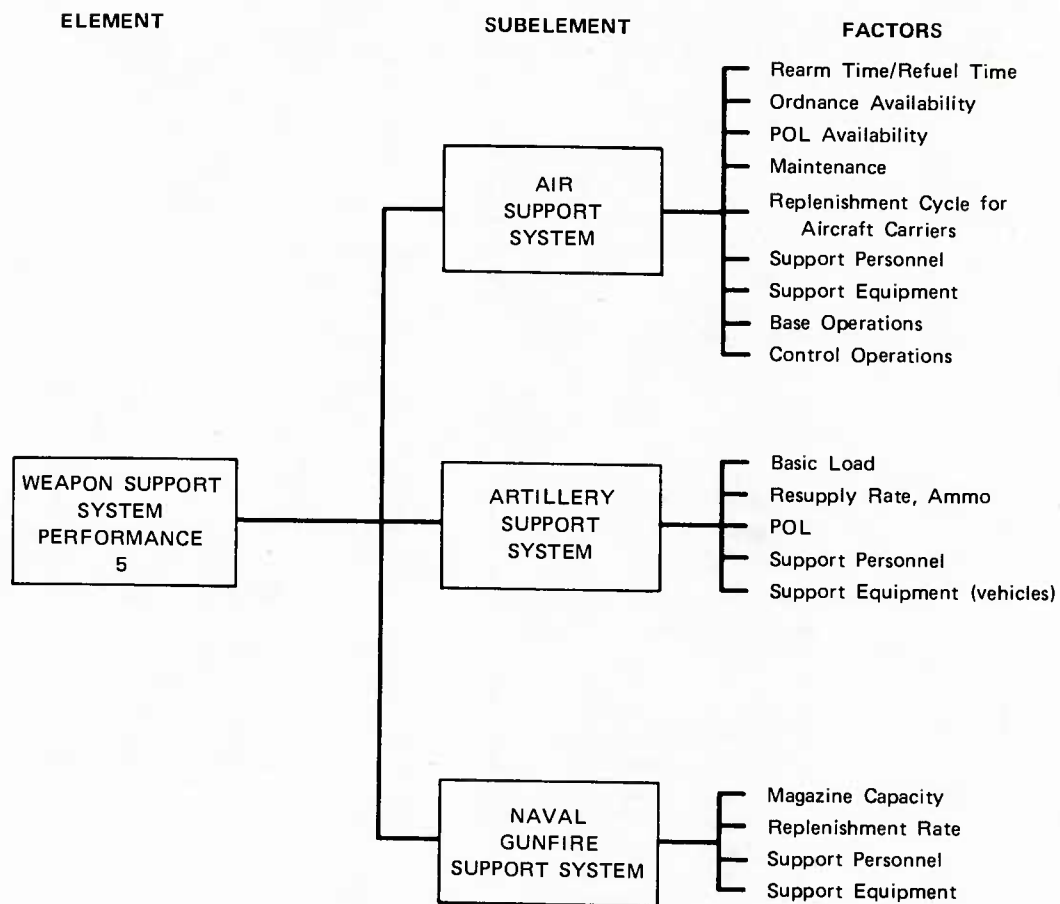 ELEMENT
SUBELEMENT
FACTORS
WEAPON SUPPORT
SYSTEM
PERFORMANCE
5
AIR
SUPPORT
SYSTEM
Rearm Time/Refuel Time
Ordnance Availability
POL Availability
Maintenance
Replenishment Cycle for
Aircraft Carriers
Support Personnel
Support Equipment
Base Operations
Control Operations
ARTILLERY
SUPPORT
SYSTEM
Basic Load
Resupply Rate, Ammo
POL
Support Personnel
Support Equipment (vehicles)
NAVAL
GUNFIRE
SUPPORT SYSTEM
Magazine Capacity
Replenishment Rate
Support Personnel
Support Equipment